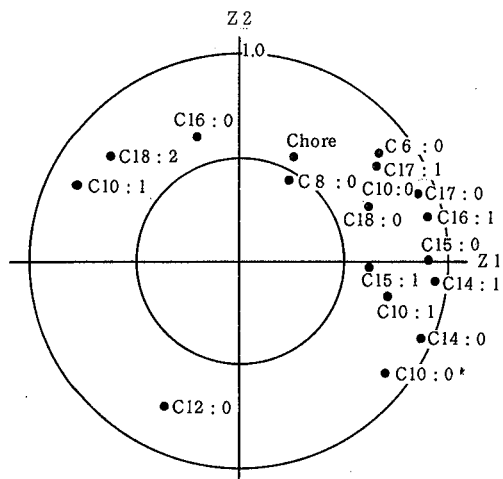 Z 2
1.0
C16 : 0
C18 : 2
C10 : 1
Chore
C 8 : 0
C 6 : 0
C17 : 1
C10:0
C17 : 0
C18 : 0
C16 : 1
C15 : 0
Z 1
C15 : 1
C14 : 1
C10 : 1
C14 : 0
C10 : 0*
C12 : 0